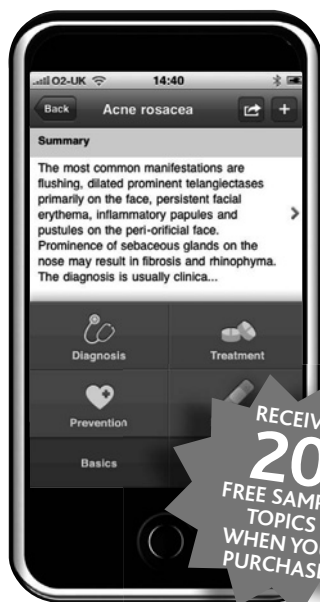 O2-UK 14:40
Back Acne rosacea +
Summary
The most common manifestations are
flushing, dilated prominent telangiectases
primarily on the face, persistent facial
erythema, inflammatory papules and
pustules on the peri-orificial face.
Prominence of sebaceous glands on the
nose may result in fibrosis and rhinophyma.
The diagnosis is usually clinica...
Diagnosis Treatment
Prevention
Basics
RECEIV
20
FREE SAMP
TOPICS
WHEN YO
PURCHAS